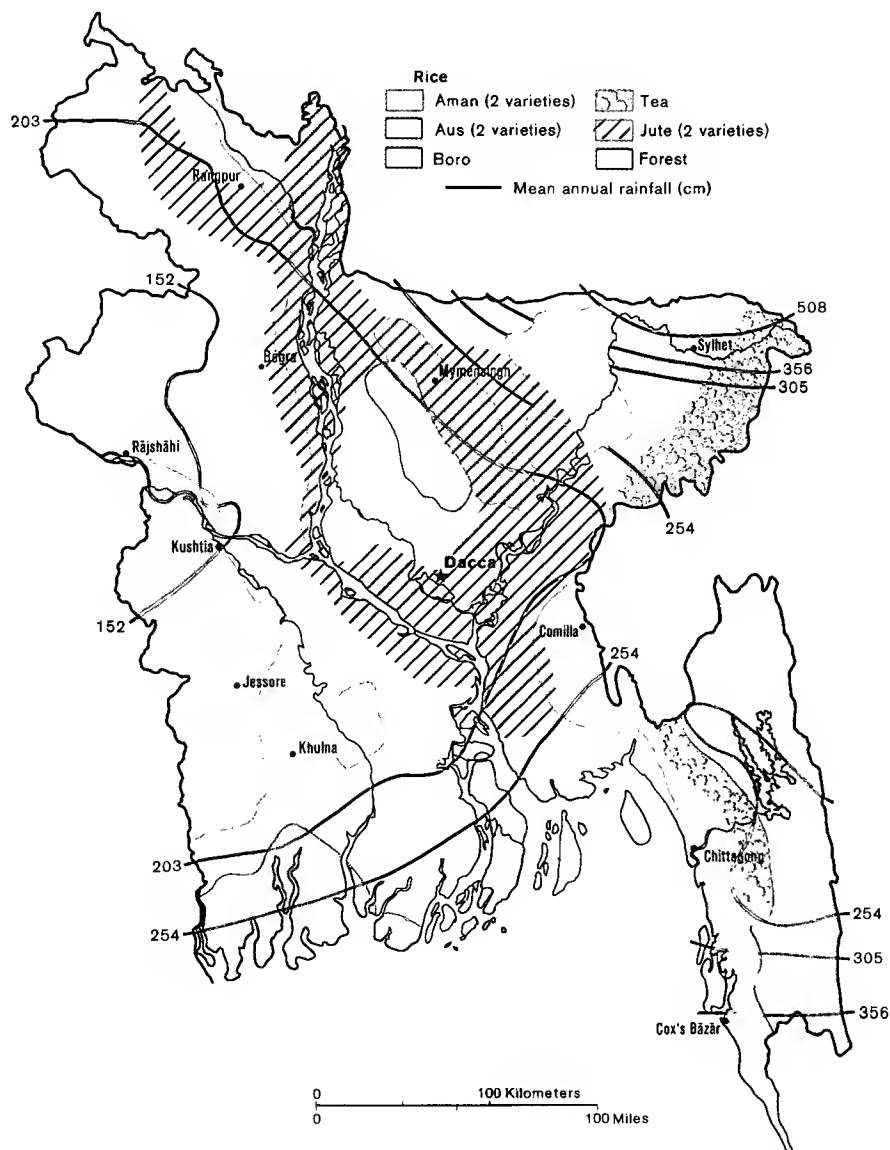 Rice
Aman (2 varieties)
Tea
Aus (2 varieties)
Jute (2 varieties)
Boro
Forest
Mean annual rainfall (cm)
203
Rangpur
152
508
Sylhet
356
305
Bogra
Mymensingh
Rājshāhi
254
Kushtia
Dacca
152
Comilla
254
Jessore
Khulna
203
Chittagong
254
254
305
356
Cox's Bāzār
0 100 Kilometers
0 100 Miles